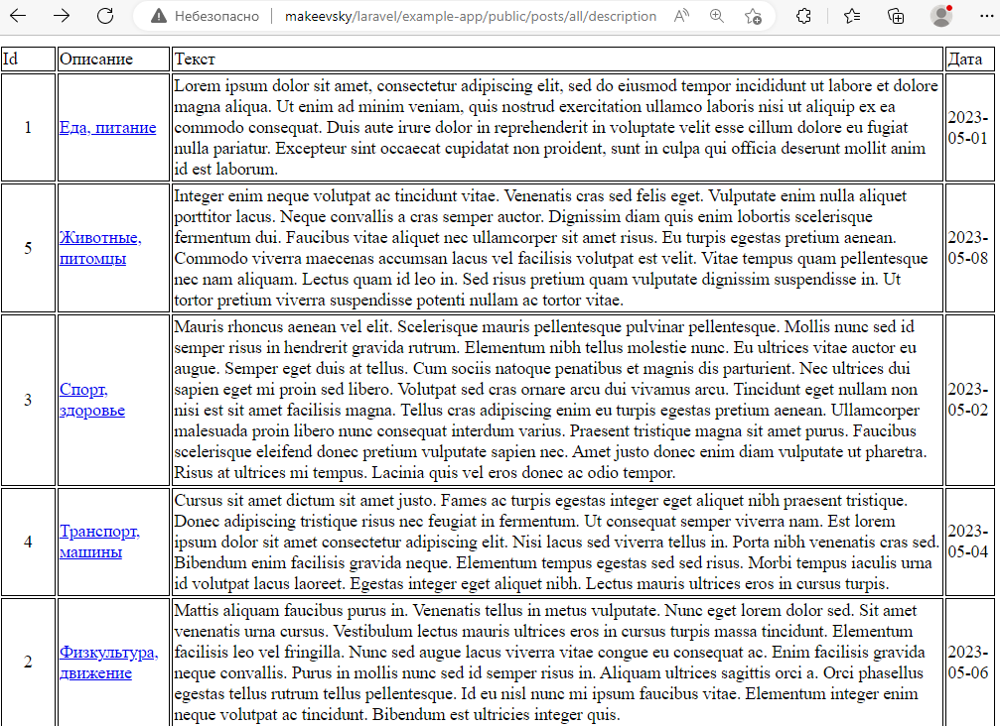 Небезопасно makeevsky/laravel/example-app/public/posts/all/description
Id Описание Текст Дата
1
Еда, питание
Lorem ipsum dolor sit amet, consectetur adipiscing elit, sed do eiusmod tempor incididunt ut labore et dolore
magna aliqua. Ut enim ad minim veniam, quis nostrud exercitation ullamco laboris nisi ut aliquip ex ea
commodo consequat. Duis aute irure dolor in reprehenderit in voluptate velit esse cillum dolore eu fugiat
nulla pariatur. Excepteur sint occaecat cupidatat non proident, sunt in culpa qui officia deserunt mollit anim
id est laborum.
2023-
05-01
5
Животные,
питомцы
Integer enim neque volutpat ac tincidunt vitae. Venenatis cras sed felis eget. Vulputate enim nulla aliquet
porttitor lacus. Neque convallis a cras semper auctor. Dignissim diam quis enim lobortis scelerisque
fermentum dui. Faucibus vitae aliquet nec ullamcorper sit amet risus. Eu turpis egestas pretium aenean.
Commodo viverra maecenas accumsan lacus vel facilisis volutpat est velit. Vitae tempus quam pellentesque
nec nam aliquam. Lectus quam id leo in. Sed risus pretium quam vulputate dignissim suspendisse in. Ut
tortor pretium viverra suspendisse potenti nullam ac tortor vitae.
2023-
05-08
3
Спорт,
здоровье
Mauris rhoncus aenean vel elit. Scelerisque mauris pellentesque pulvinar pellentesque. Mollis nunc sed id
semper risus in hendrerit gravida rutrum. Elementum nibh tellus molestie nunc. Eu ultrices vitae auctor eu
augue. Semper eget duis at tellus. Cum sociis natoque penatibus et magnis dis parturient. Nec ultrices dui
sapien eget mi proin sed libero. Volutpat sed cras ornare arcu dui vivamus arcu. Tincidunt eget nullam non
nisi est sit amet facilisis magna. Tellus cras adipiscing enim eu turpis egestas pretium aenean. Ullamcorper
malesuada proin libero nunc consequat interdum varius. Praesent tristique magna sit amet purus. Faucibus
scelerisque eleifend donec pretium vulputate sapien nec. Amet justo donec enim diam vulputate ut pharetra.
Risus at ultrices mi tempus. Lacinia quis vel eros donec ac odio tempor.
2023-
05-02
4
Транспорт,
машины
Cursus sit amet dictum sit amet justo. Fames ac turpis egestas integer eget aliquet nibh praesent tristique.
Donec adipiscing tristique risus nec feugiat in fermentum. Ut consequat semper viverra nam. Est lorem
ipsum dolor sit amet consectetur adipiscing elit. Nisi lacus sed viverra tellus in. Porta nibh venenatis cras sed.
Bibendum enim facilisis gravida neque. Elementum tempus egestas sed sed risus. Morbi tempus iaculis urna
id volutpat lacus laoreet. Egestas integer eget aliquet nibh. Lectus mauris ultrices eros in cursus turpis.
2023-
05-04
2
Физкультура,
движение
Mattis aliquam faucibus purus in. Venenatis tellus in metus vulputate. Nunc eget lorem dolor sed. Sit amet
venenatis urna cursus. Vestibulum lectus mauris ultrices eros in cursus turpis massa tincidunt. Elementum
facilisis leo vel fringilla. Nunc sed augue lacus viverra vitae congue eu consequat ac. Enim facilisis gravida
neque convallis. Purus in mollis nunc sed id semper risus in. Aliquam ultrices sagittis orci a. Orci phasellus
egestas tellus rutrum tellus pellentesque. Id eu nisl nunc mi ipsum faucibus vitae. Elementum integer enim
neque volutpat ac tincidunt. Bibendum est ultricies integer quis.
2023-
05-06